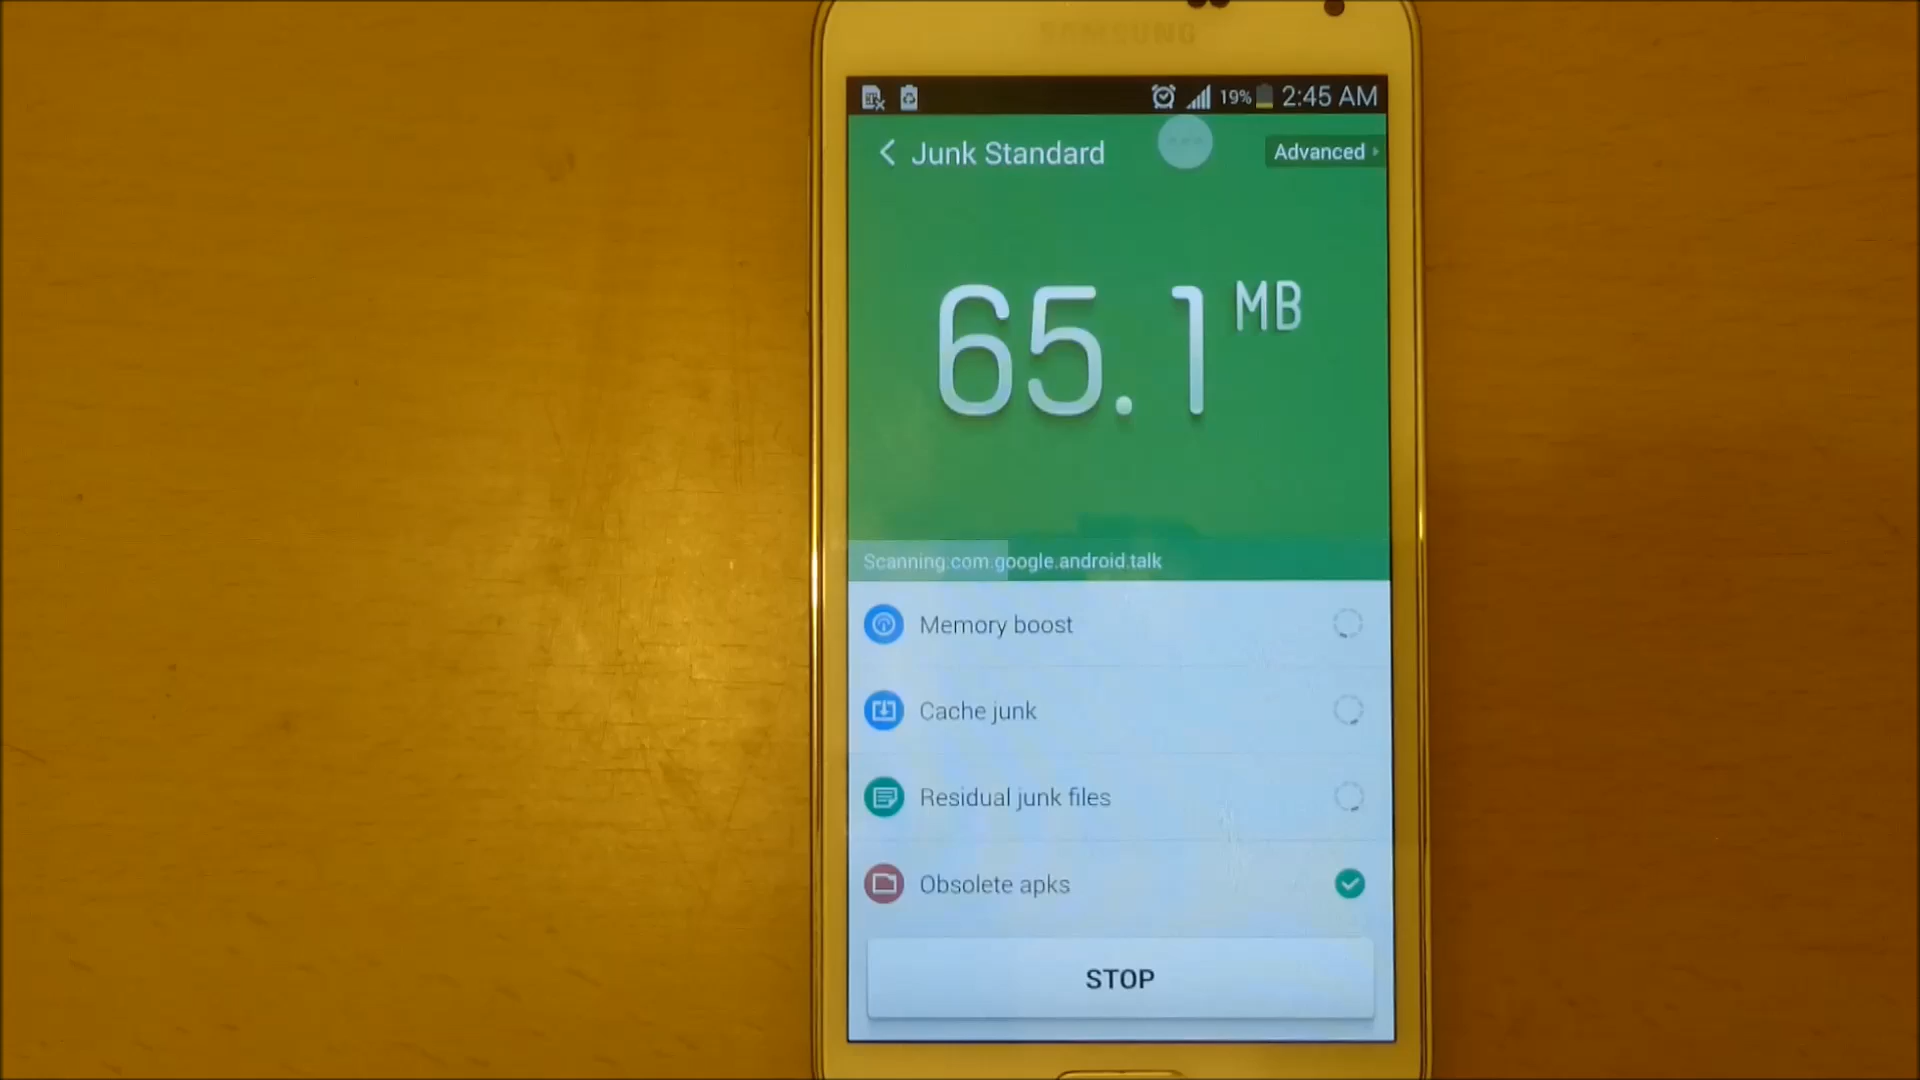 SAMSUNG
19% 2:45 AM
Junk Standard
Advanced
65.1 MB
Scanning:com.google.android.talk
Memory boost
Cache junk
Residual junk files
Obsolete apks
STOP